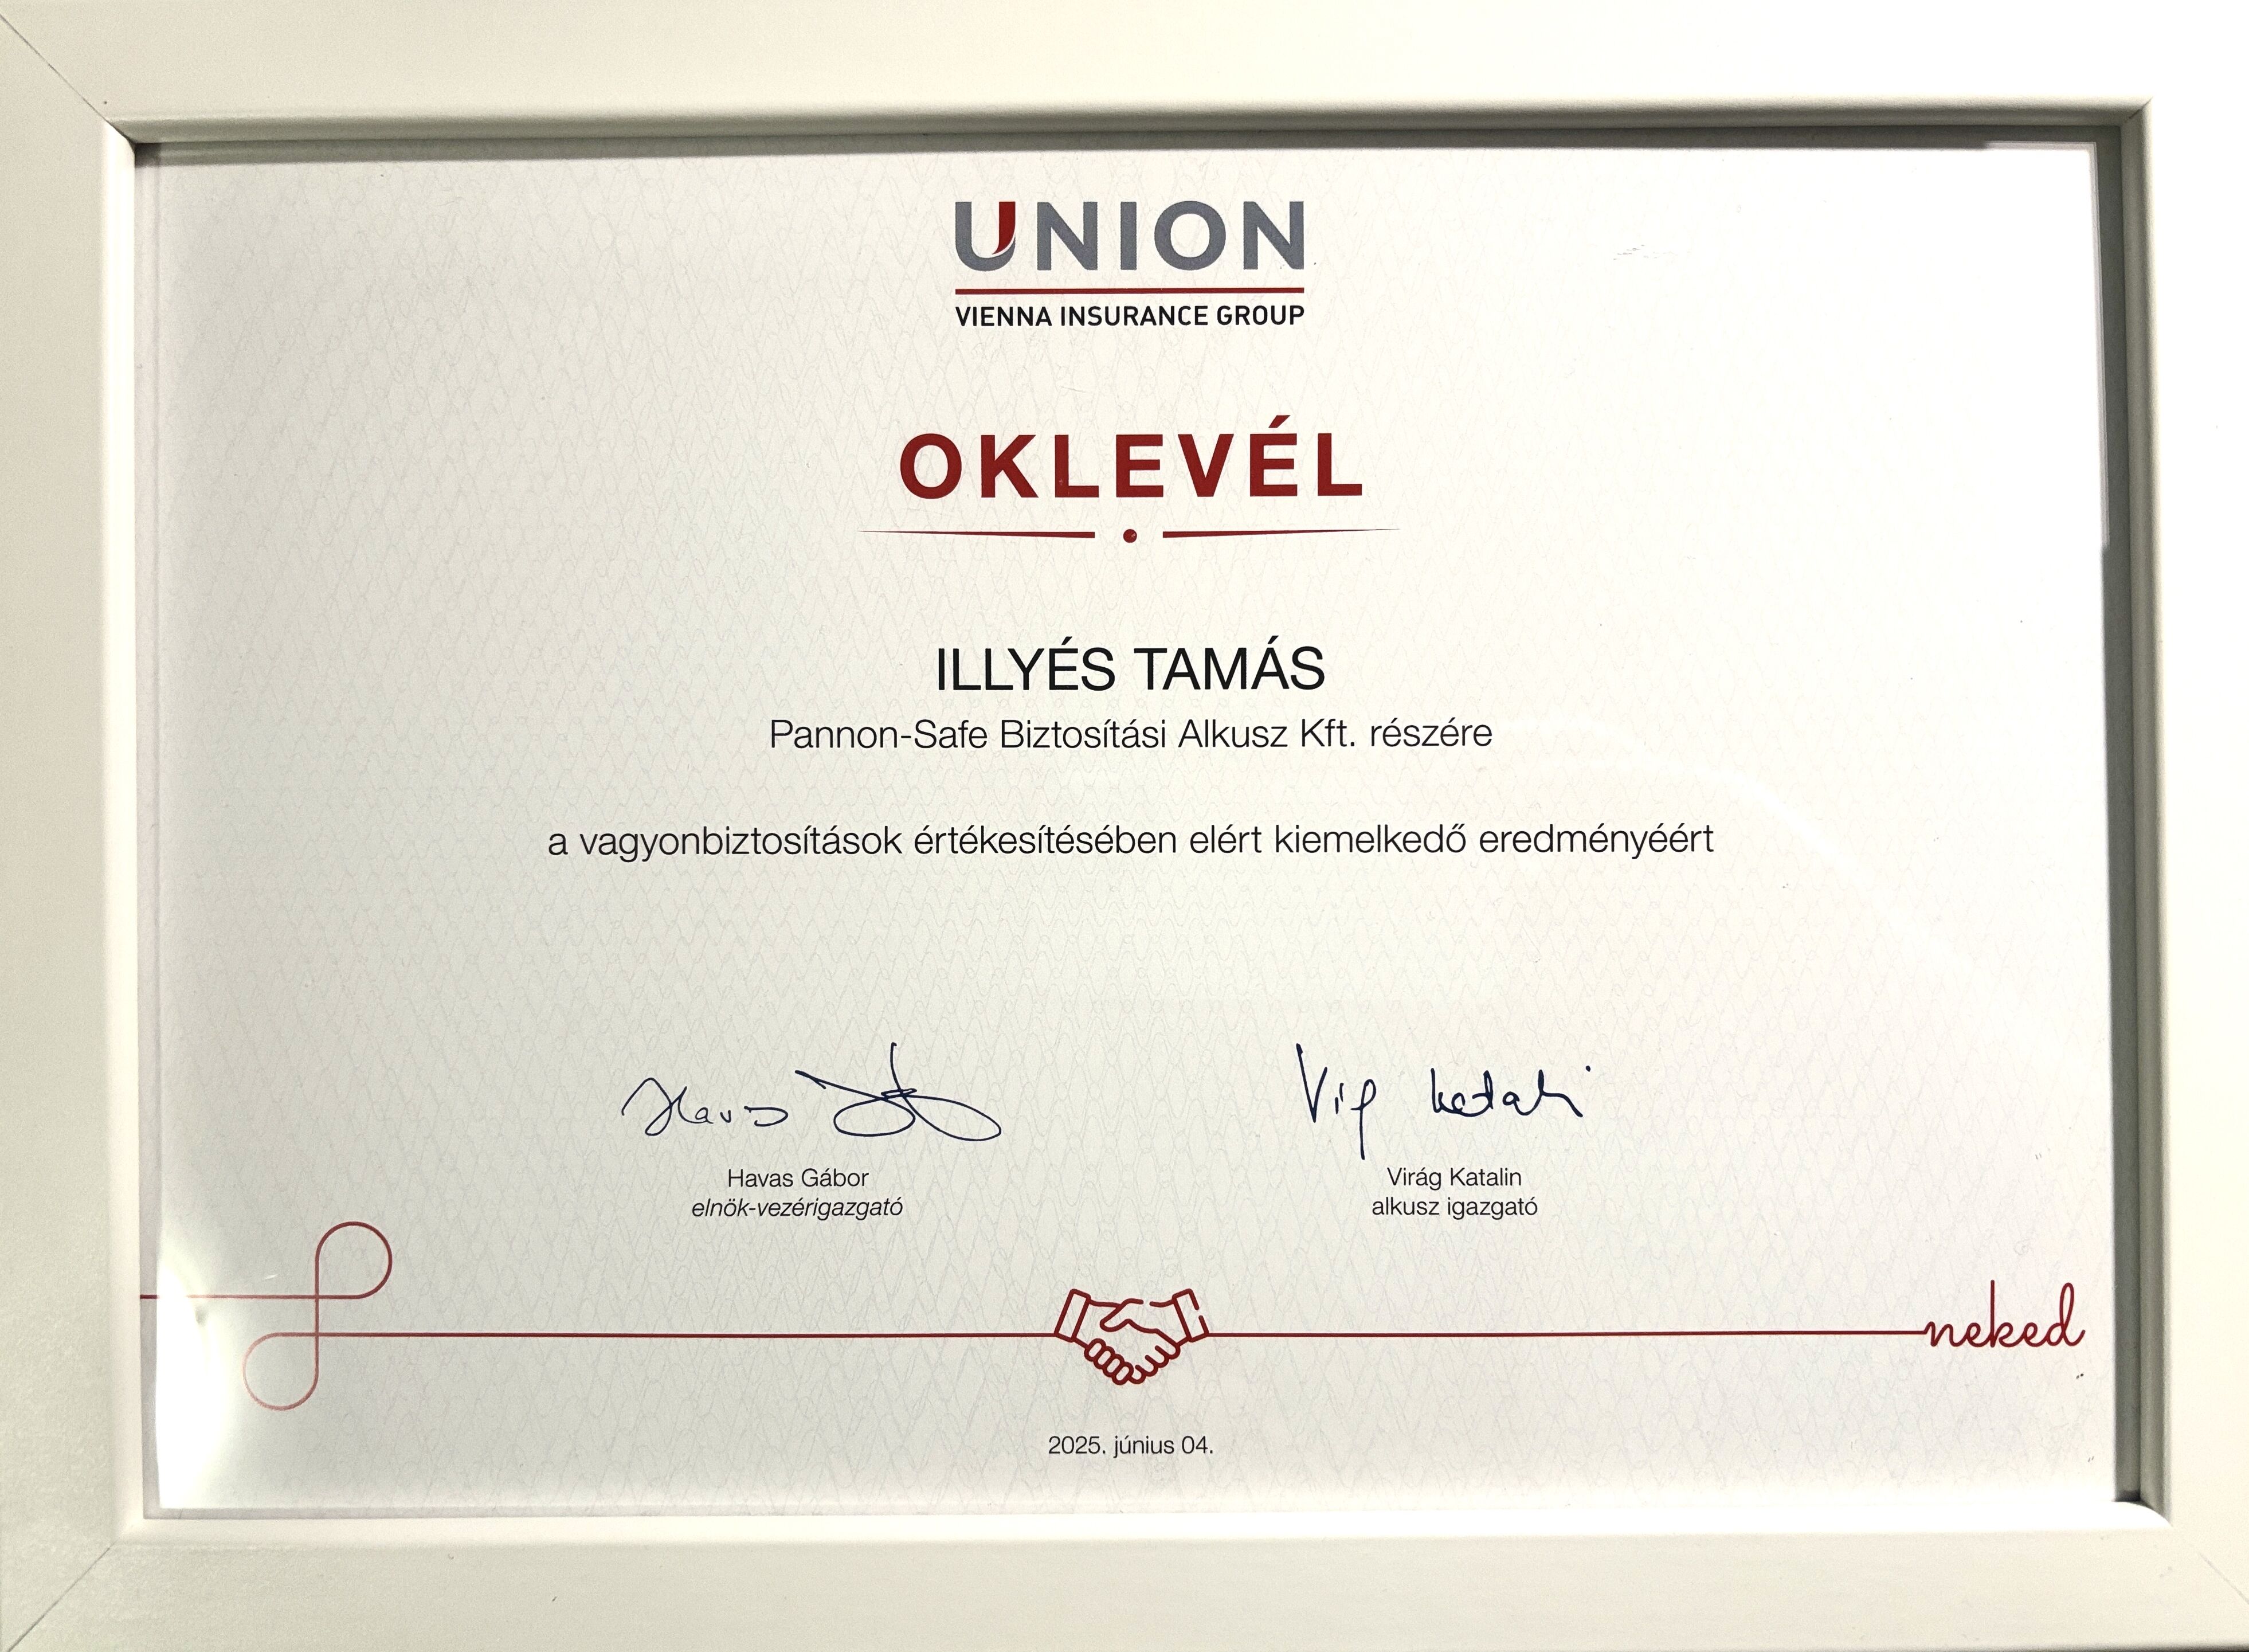 UNION
VIENNA INSURANCE GROUP
OKLEVÉL
ILLYÉS TAMÁS
Pannon-Safe Biztosítási Alkusz Kft. részére
a vagyonbiztosítások értékesítésében elért kiemelkedő eredményéért
Havas Gábor
elnök-vezérigazgató
Virág Katalin
alkusz igazgató
neked
2025. június 04.